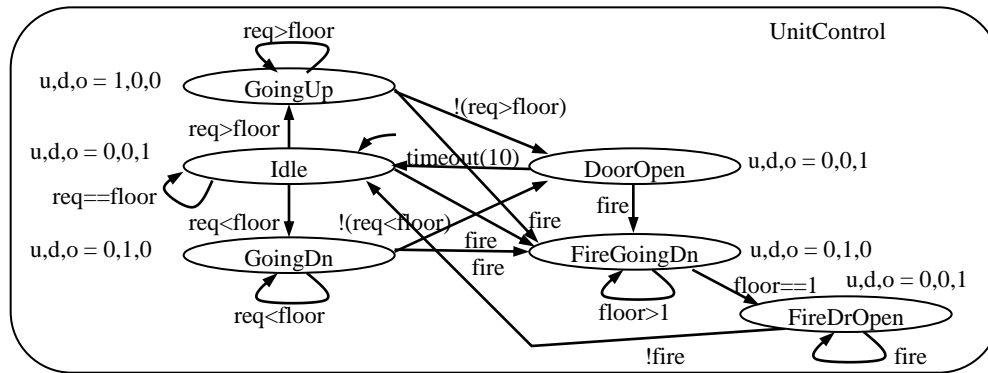 req>floor
UnitControl
u,d,o = 1,0,0
GoingUp
!(req>floor)
req>floor
u,d,o = 0,0,1
timeout(10)
Idle
DoorOpen
u,d,o = 0,0,1
req==floor
req<floor
!(req<floor)
fire
fire
u,d,o = 0,1,0
GoingDn
fire
fire
FireGoingDn
u,d,o = 0,1,0
req<floor
floor>1
floor==1
u,d,o = 0,0,1
FireDrOpen
!fire
fire